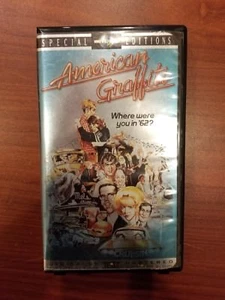 SPECIAL EDITIONS
American
Graffiti
Where were
you in '62?